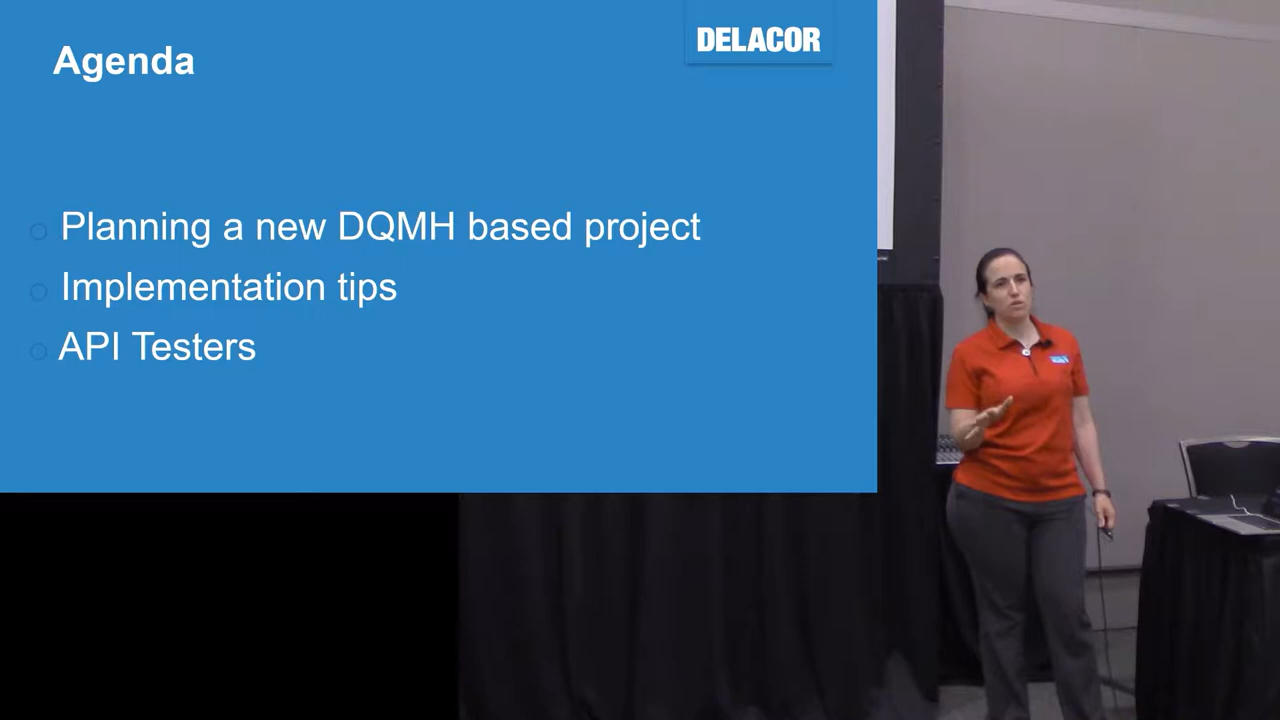 Agenda
DELACOR
Planning a new DQMH based project
Implementation tips
API Testers